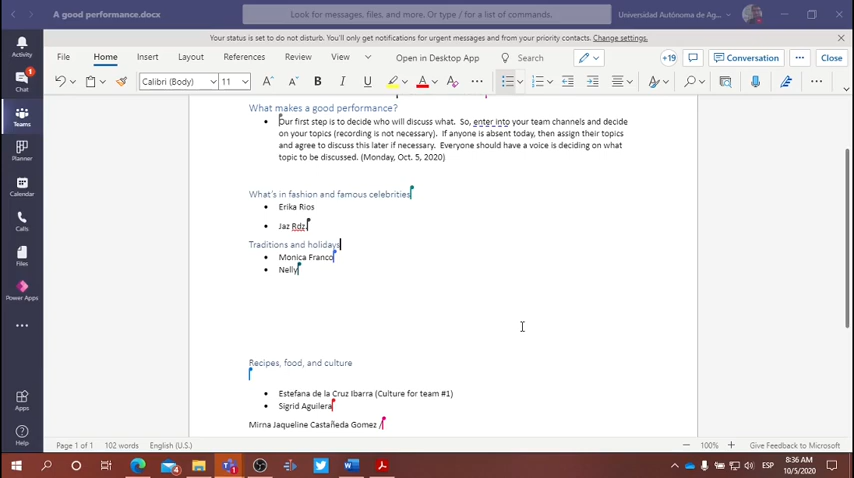 A good performance.docx
Look for messages, files, and more. Or type / for a list of commands.
Universidad Autónoma de Ag...
Your status is set to do not disturb. You'll only get notifications for urgent messages and from your priority contacts. Change settings.
File Home Insert Layout References Review View Open in Desktop App Search +19 Conversation Close
Calibri (Body) 11 B I U A
Activity
Chat 1
Teams
Planner
Calendar
Calls
Files
Power Apps
Apps
Help
What makes a good performance?
Our first step is to decide who will discuss what. So, enter into your team channels and decide
on your topics (recording is not necessary). If anyone is absent today, then assign their topics
and agree to discuss this later if necessary. Everyone should have a voice is deciding on what
topic to be discussed. (Monday, Oct. 5, 2020)
What's in fashion and famous celebrities
Erika Rios
Jaz Rdz.
Traditions and holidays
Monica Franco
Nelly
Recipes, food, and culture
Estefana de la Cruz Ibarra (Culture for team #1)
Sigrid Aguilera
Mirna Jaqueline Castañeda Gomez /
Page 1 of 1 102 words English (U.S.) 100% Give Feedback to Microsoft
ESP
8:36 AM
10/5/2020